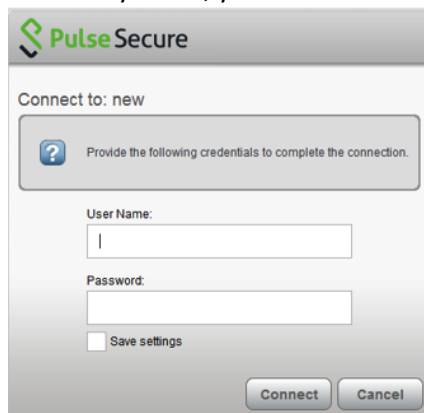 Pulse Secure
Connect to: new
Provide the following credentials to complete the connection.
User Name:
Password:
Save settings
Connect Cancel